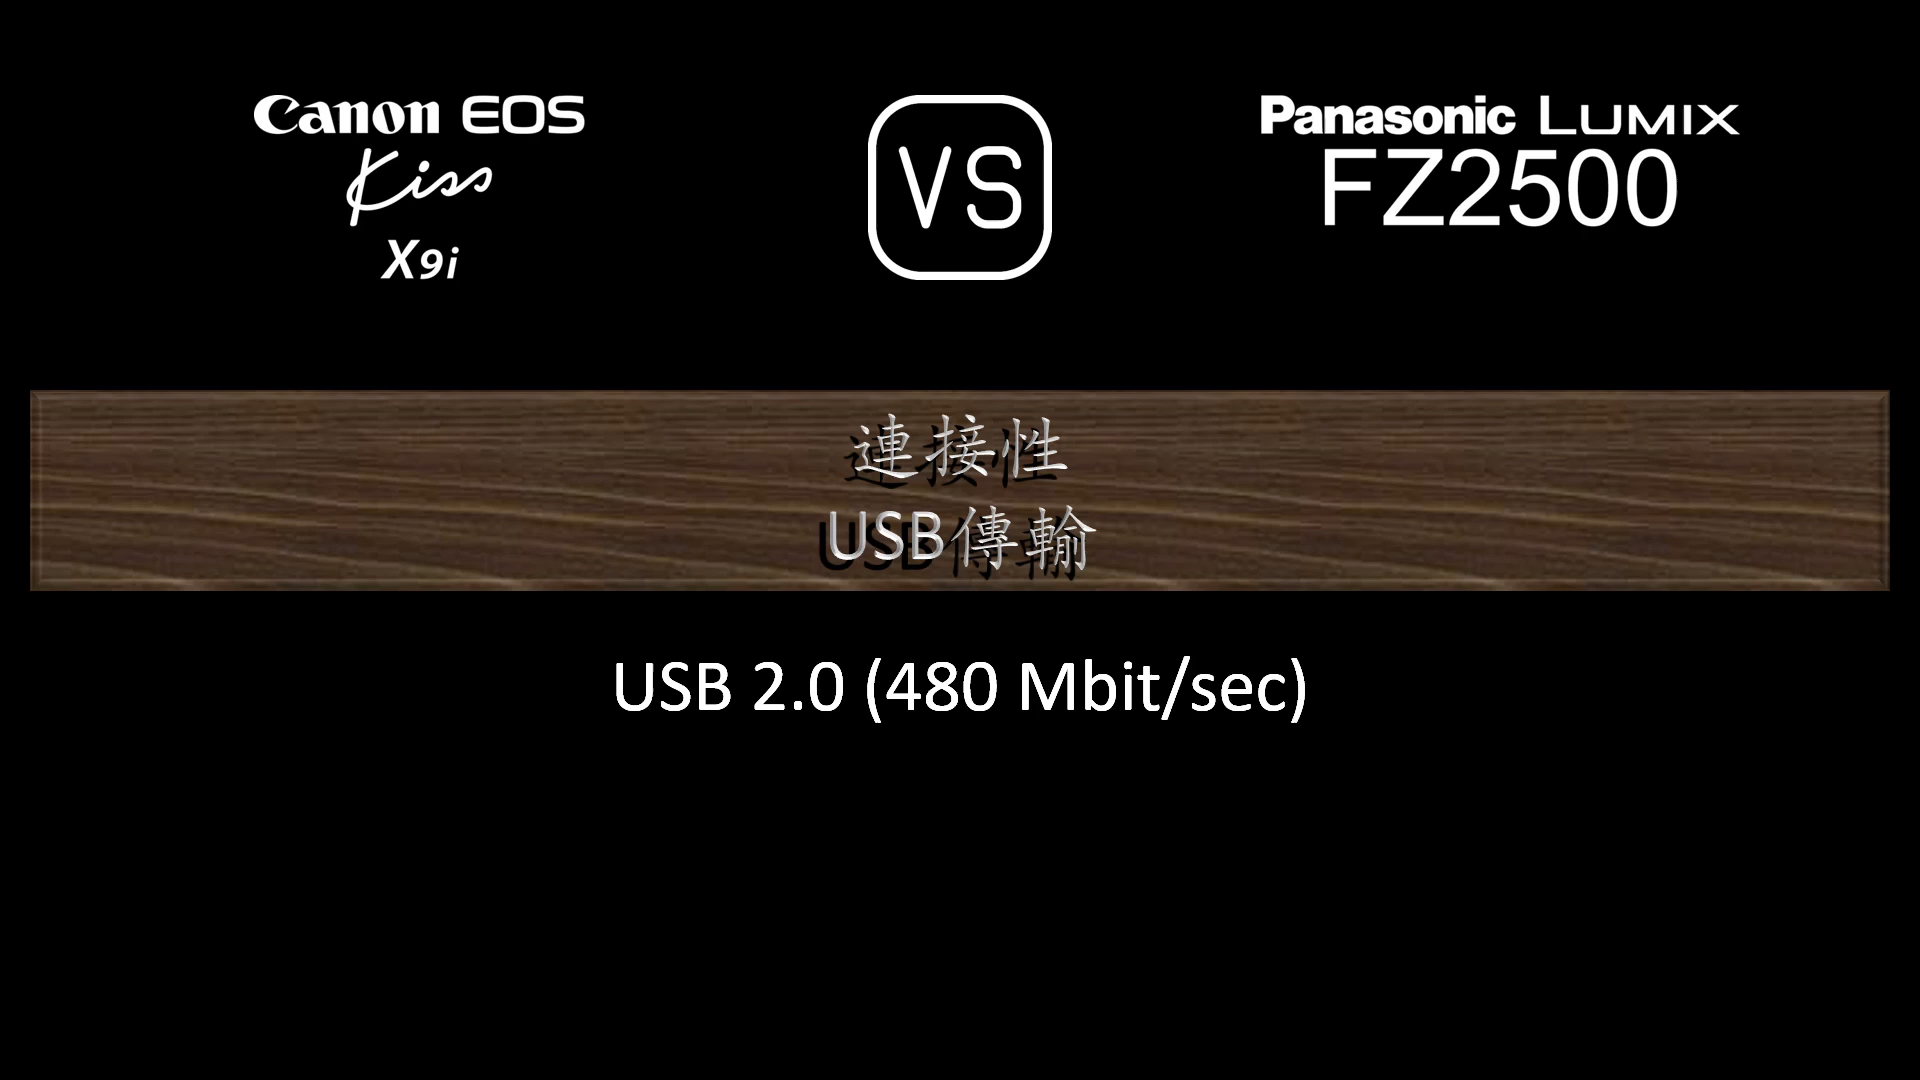 Canon EOS
Kiss
X9i
VS
Panasonic LUMIX
FZ2500
連接性
USB傳輸
USB 2.0 (480 Mbit/sec)